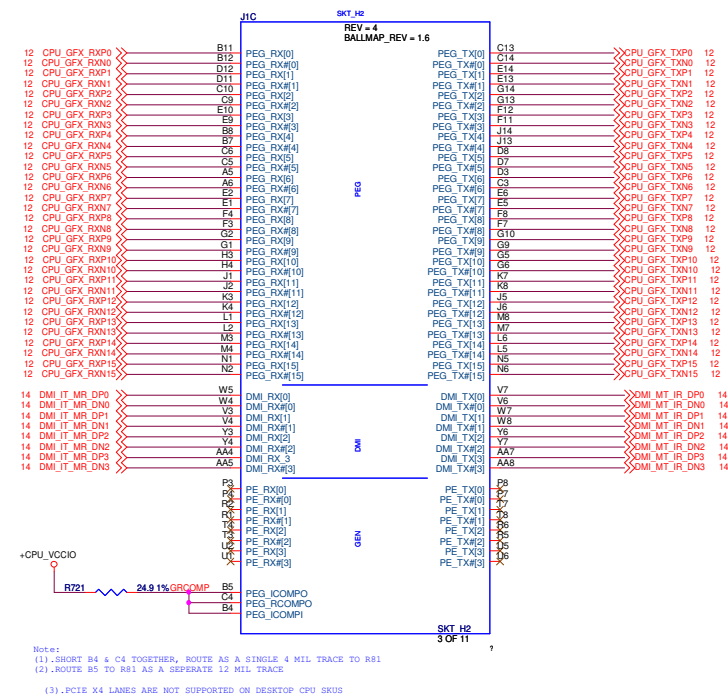 J1C SKT_H2
REV = 4
BALLMAP_REV = 1.6
12 CPU_GFX_RXP0 B11 PEG_RX[0] PEG_TX[0] C13 CPU_GFX_TXP0 12
12 CPU_GFX_RXN0 B12 PEG_RX#[0] PEG_TX#[0] C14 CPU_GFX_TXN0 12
12 CPU_GFX_RXP1 D12 PEG_RX[1] PEG_TX[1] E14 CPU_GFX_TXP1 12
12 CPU_GFX_RXN1 D11 PEG_RX#[1] PEG_TX#[1] E13 CPU_GFX_TXN1 12
12 CPU_GFX_RXP2 C10 PEG_RX[2] PEG_TX[2] G14 CPU_GFX_TXP2 12
12 CPU_GFX_RXN2 C9 PEG_RX#[2] PEG_TX#[2] G13 CPU_GFX_TXN2 12
12 CPU_GFX_RXP3 E10 PEG_RX[3] PEG_TX[3] F12 CPU_GFX_TXP3 12
12 CPU_GFX_RXN3 E9 PEG_RX#[3] PEG_TX#[3] F11 CPU_GFX_TXN3 12
12 CPU_GFX_RXP4 B8 PEG_RX[4] PEG_TX[4] J14 CPU_GFX_TXP4 12
12 CPU_GFX_RXN4 B7 PEG_RX#[4] PEG_TX#[4] J13 CPU_GFX_TXN4 12
12 CPU_GFX_RXP5 C6 PEG_RX[5] PEG_TX[5] D8 CPU_GFX_TXP5 12
12 CPU_GFX_RXN5 C5 PEG_RX#[5] PEG_TX#[5] D7 CPU_GFX_TXN5 12
12 CPU_GFX_RXP6 A5 PEG_RX[6] PEG_TX[6] D3 CPU_GFX_TXP6 12
12 CPU_GFX_RXN6 A6 PEG_RX#[6] PEG_TX#[6] C3 CPU_GFX_TXN6 12
12 CPU_GFX_RXP7 E2 PEG_RX[7] PEG PEG_TX[7] E6 CPU_GFX_TXP7 12
12 CPU_GFX_RXN7 E1 PEG_RX#[7] PEG_TX#[7] E5 CPU_GFX_TXN7 12
12 CPU_GFX_RXP8 F4 PEG_RX[8] PEG_TX[8] F8 CPU_GFX_TXP8 12
12 CPU_GFX_RXN8 F3 PEG_RX#[8] PEG_TX#[8] F7 CPU_GFX_TXN8 12
12 CPU_GFX_RXP9 G2 PEG_RX[9] PEG_TX[9] G10 CPU_GFX_TXP9 12
12 CPU_GFX_RXN9 G1 PEG_RX#[9] PEG_TX#[9] G9 CPU_GFX_TXN9 12
12 CPU_GFX_RXP10 H3 PEG_RX[10] PEG_TX[10] G5 CPU_GFX_TXP10 12
12 CPU_GFX_RXN10 H4 PEG_RX#[10] PEG_TX#[10] G6 CPU_GFX_TXN10 12
12 CPU_GFX_RXP11 J1 PEG_RX[11] PEG_TX[11] K7 CPU_GFX_TXP11 12
12 CPU_GFX_RXN11 J2 PEG_RX#[11] PEG_TX#[11] K8 CPU_GFX_TXN11 12
12 CPU_GFX_RXP12 K3 PEG_RX[12] PEG_TX[12] J5 CPU_GFX_TXP12 12
12 CPU_GFX_RXN12 K4 PEG_RX#[12] PEG_TX#[12] J6 CPU_GFX_TXN12 12
12 CPU_GFX_RXP13 L1 PEG_RX[13] PEG_TX[13] M8 CPU_GFX_TXP13 12
12 CPU_GFX_RXN13 L2 PEG_RX#[13] PEG_TX#[13] M7 CPU_GFX_TXN13 12
12 CPU_GFX_RXP14 M3 PEG_RX[14] PEG_TX[14] L6 CPU_GFX_TXP14 12
12 CPU_GFX_RXN14 M4 PEG_RX#[14] PEG_TX#[14] L5 CPU_GFX_TXN14 12
12 CPU_GFX_RXP15 N1 PEG_RX[15] PEG_TX[15] N5 CPU_GFX_TXP15 12
12 CPU_GFX_RXN15 N2 PEG_RX#[15] PEG_TX#[15] N6 CPU_GFX_TXN15 12
14 DMI_IT_MR_DP0 W5 DMI_RX[0] DMI_TX[0] V7 DMI_MT_IR_DP0 14
14 DMI_IT_MR_DN0 W4 DMI_RX#[0] DMI_TX#[0] V6 DMI_MT_IR_DN0 14
14 DMI_IT_MR_DP1 V3 DMI_RX[1] DMI_TX[1] W7 DMI_MT_IR_DP1 14
14 DMI_IT_MR_DN1 V4 DMI_RX#[1] DMI_TX#[1] W8 DMI_MT_IR_DN1 14
14 DMI_IT_MR_DP2 Y3 DMI_RX[2] DMI DMI_TX[2] Y6 DMI_MT_IR_DP2 14
14 DMI_IT_MR_DN2 Y4 DMI_RX#[2] DMI_TX#[2] Y7 DMI_MT_IR_DN2 14
14 DMI_IT_MR_DP3 AA4 DMI_RX_3 DMI_TX[3] AA7 DMI_MT_IR_DP3 14
14 DMI_IT_MR_DN3 AA5 DMI_RX#[3] DMI_TX#[3] AA8 DMI_MT_IR_DN3 14
P3 PE_RX[0] PE_TX[0] P8
P4 PE_RX#[0] PE_TX#[0] P7
R2 PE_RX[1] PE_TX[1] T7
R1 PE_RX#[1] PE_TX#[1] T8
T4 PE_RX[2] PE_TX[2] R6
T3 PE_RX#[2] GEN PE_TX#[2] R5
U2 PE_RX[3] PE_TX[3] U5
U1 PE_RX#[3] PE_TX#[3] U6
+CPU_VCCIO
R721 24.9 1% GRCOMP B5 PEG_ICOMPO
C4 PEG_RCOMPO
B4 PEG_ICOMPI
SKT_H2
3 OF 11
?
Note:
(1).SHORT B4 & C4 TOGETHER, ROUTE AS A SINGLE 4 MIL TRACE TO R81
(2).ROUTE B5 TO R81 AS A SEPERATE 12 MIL TRACE
(3).PCIE X4 LANES ARE NOT SUPPORTED ON DESKTOP CPU SKUS